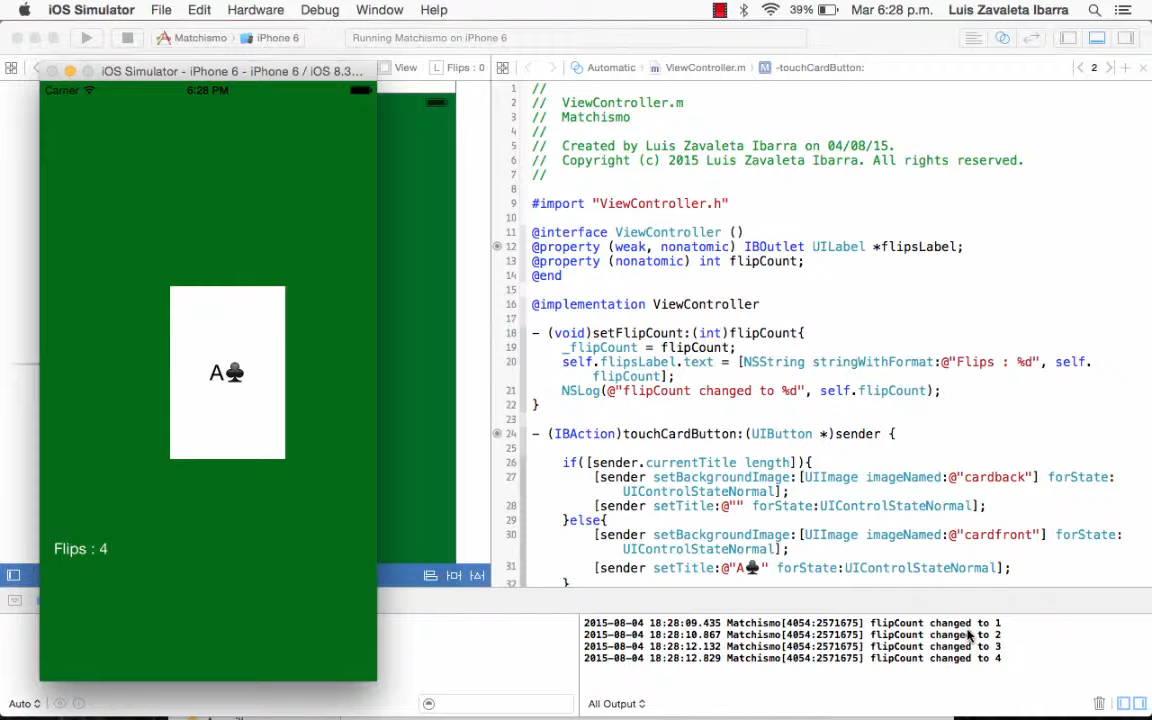 iOS Simulator File Edit Hardware Debug Window Help 39% Mar 6:28 p.m. Luis Zavaleta Ibarra
Matchismo iPhone 6 Running Matchismo on iPhone 6
iOS Simulator - iPhone 6 - iPhone 6 / iOS 8.3... View L Flips : 0 Automatic ViewController.m M -touchCardButton: 2
Carrier 6:28 PM
A♣
Flips : 4
1 //
2 // ViewController.m
3 // Matchismo
4 //
5 // Created by Luis Zavaleta Ibarra on 04/08/15.
6 // Copyright (c) 2015 Luis Zavaleta Ibarra. All rights reserved.
7 //
8
9 #import "ViewController.h"
10
11 @interface ViewController ()
12 @property (weak, nonatomic) IBOutlet UILabel *flipsLabel;
13 @property (nonatomic) int flipCount;
14 @end
15
16 @implementation ViewController
17
18 - (void)setFlipCount:(int)flipCount{
19 _flipCount = flipCount;
20 self.flipsLabel.text = [NSString stringWithFormat:@"Flips : %d", self.
flipCount];
21 NSLog(@"flipCount changed to %d", self.flipCount);
22 }
23
24 - (IBAction)touchCardButton:(UIButton *)sender {
25
26 if([sender.currentTitle length]){
27 [sender setBackgroundImage:[UIImage imageNamed:@"cardback"] forState:
UIControlStateNormal];
28 [sender setTitle:@"" forState:UIControlStateNormal];
29 }else{
30 [sender setBackgroundImage:[UIImage imageNamed:@"cardfront"] forState:
UIControlStateNormal];
31 [sender setTitle:@"A♣" forState:UIControlStateNormal];
32 }
2015-08-04 18:28:09.435 Matchismo[4054:2571675] flipCount changed to 1
2015-08-04 18:28:10.867 Matchismo[4054:2571675] flipCount changed to 2
2015-08-04 18:28:12.132 Matchismo[4054:2571675] flipCount changed to 3
2015-08-04 18:28:12.829 Matchismo[4054:2571675] flipCount changed to 4
Auto All Output